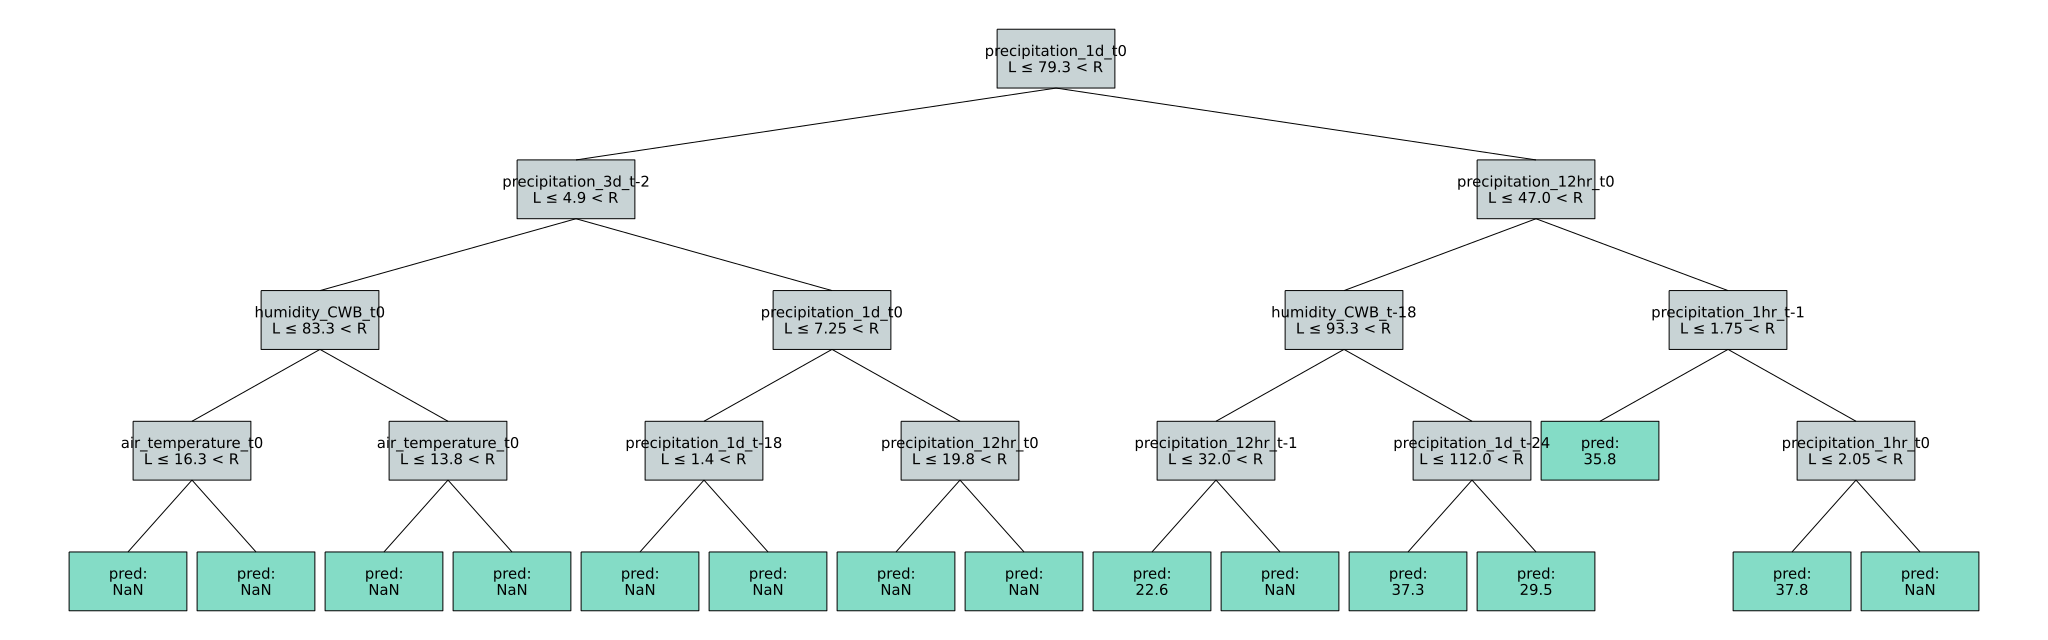 precipitation_1d_t0
L ≤ 79.3 < R
precipitation_3d_t-2
L ≤ 4.9 < R
precipitation_12hr_t0
L ≤ 47.0 < R
humidity_CWB_t0
L ≤ 83.3 < R
precipitation_1d_t0
L ≤ 7.25 < R
humidity_CWB_t-18
L ≤ 93.3 < R
precipitation_1hr_t-1
L ≤ 1.75 < R
air_temperature_t0
L ≤ 16.3 < R
air_temperature_t0
L ≤ 13.8 < R
precipitation_1d_t-18
L ≤ 1.4 < R
precipitation_12hr_t0
L ≤ 19.8 < R
precipitation_12hr_t-1
L ≤ 32.0 < R
precipitation_1d_t-24
L ≤ 112.0 < R
pred:
35.8
precipitation_1hr_t0
L ≤ 2.05 < R
pred:
NaN
pred:
NaN
pred:
NaN
pred:
NaN
pred:
NaN
pred:
NaN
pred:
NaN
pred:
NaN
pred:
22.6
pred:
NaN
pred:
37.3
pred:
29.5
pred:
37.8
pred:
NaN